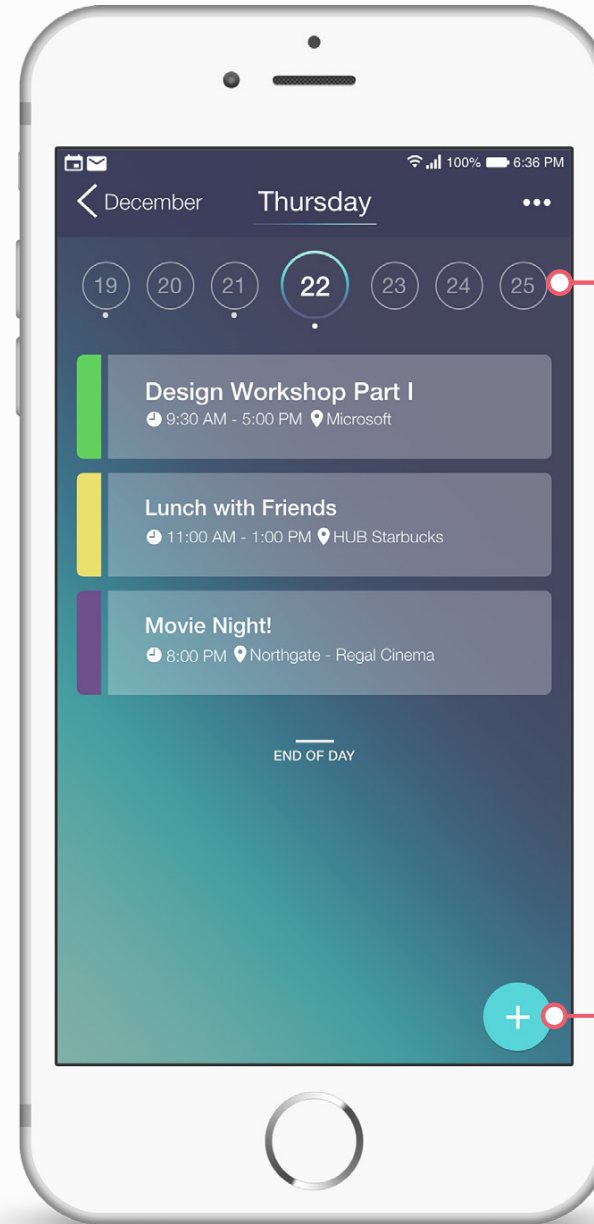 100% 6:36 PM
December Thursday
19 20 21 22 23 24 25
Design Workshop Part I
9:30 AM - 5:00 PM Microsoft
Lunch with Friends
11:00 AM - 1:00 PM HUB Starbucks
Movie Night!
8:00 PM Northgate - Regal Cinema
END OF DAY
+